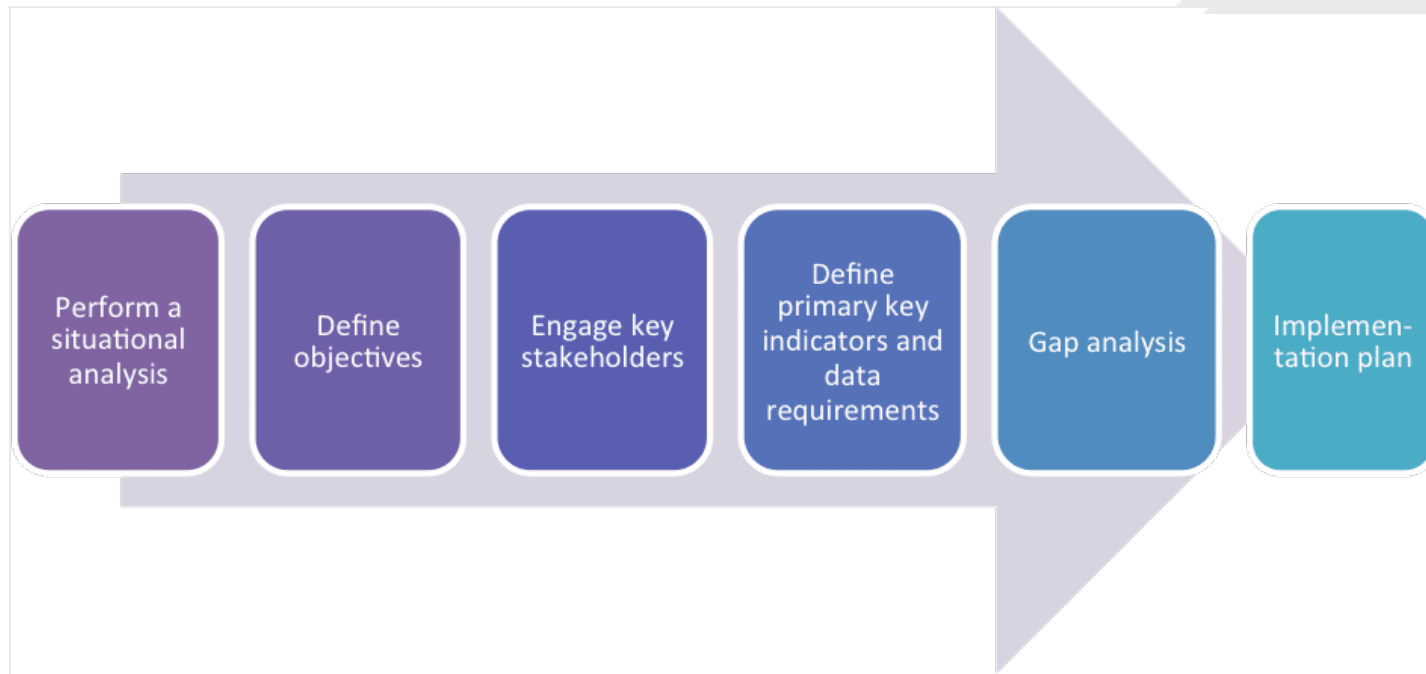 Perform a
situational
analysis
Define
objectives
Engage key
stakeholders
Define
primary key
indicators and
data
requirements
Gap analysis
Implemen-
tation plan